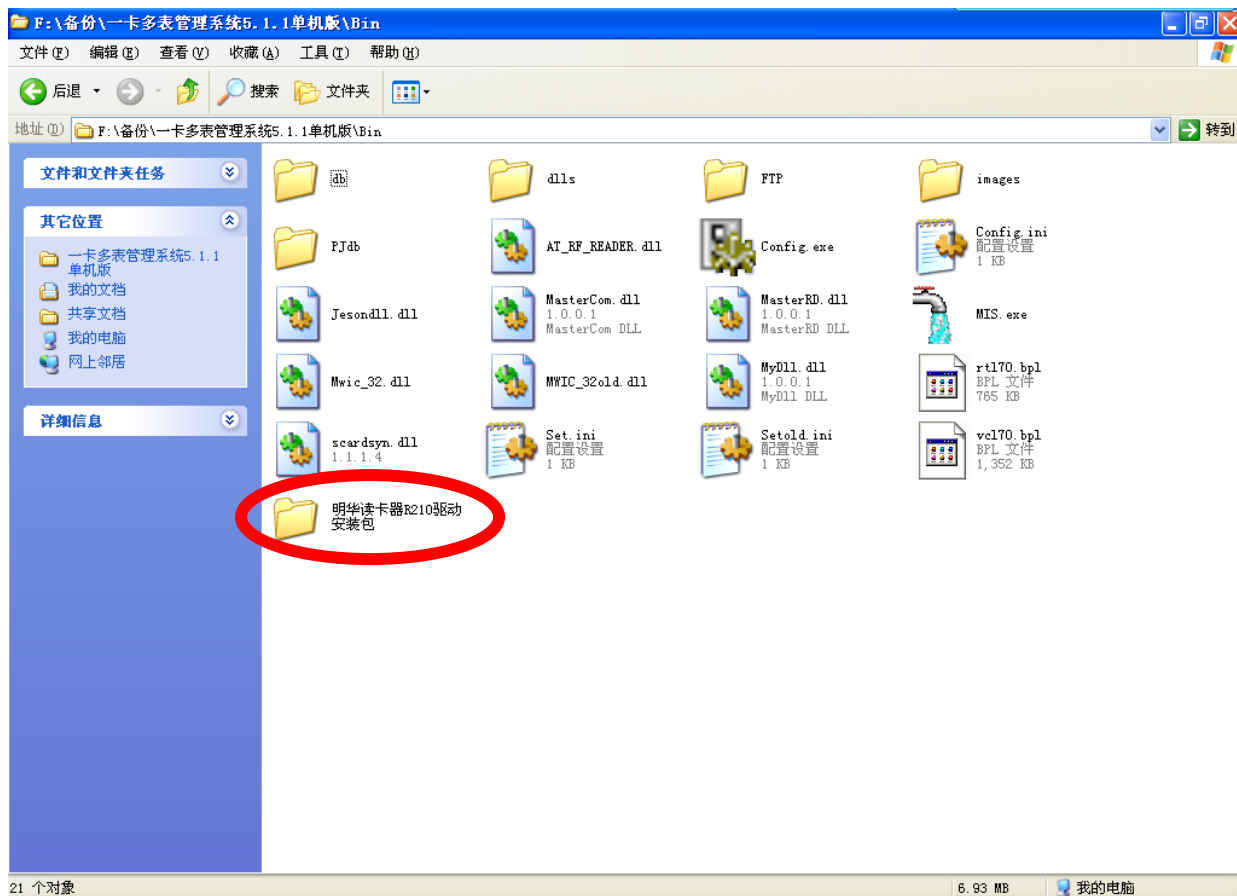 F:\备份\一卡多表管理系统5.1.1单机版\Bin
文件(F) 编辑(E) 查看(V) 收藏(A) 工具(T) 帮助(H)
后退 搜索 文件夹
地址(D) F:\备份\一卡多表管理系统5.1.1单机版\Bin 转到
文件和文件夹任务
其它位置
一卡多表管理系统5.1.1
单机版
我的文档
共享文档
我的电脑
网上邻居
详细信息
db
dlls
FTP
images
PJdb
AT_RF_READER.dll
Config.exe
Config.ini
配置设置
1 KB
Jesondll.dll
MasterCom.dll
1.0.0.1
MasterCom DLL
MasterRD.dll
1.0.0.1
MasterRD DLL
MIS.exe
Mwic_32.dll
MWIC_32old.dll
MyDll.dll
1.0.0.1
MyDll DLL
rtl70.bpl
BPL 文件
765 KB
scardsyn.dll
1.1.1.4
Set.ini
配置设置
1 KB
Setold.ini
配置设置
1 KB
vcl70.bpl
BPL 文件
1,352 KB
明华读卡器R210驱动
安装包
21 个对象 6.93 MB 我的电脑